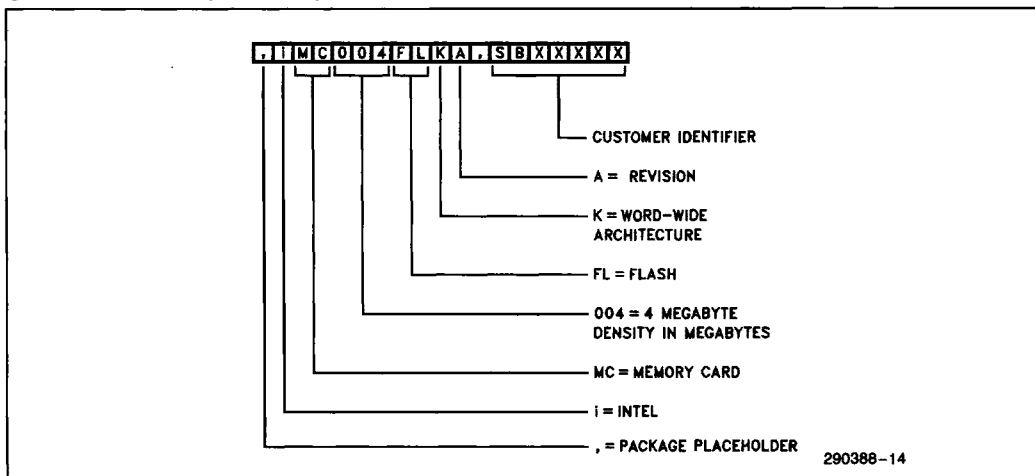 ,iMC004FLKA,SBXXXXX
CUSTOMER IDENTIFIER
A = REVISION
K = WORD-WIDE
ARCHITECTURE
FL = FLASH
004 = 4 MEGABYTE
DENSITY IN MEGABYTES
MC = MEMORY CARD
i = INTEL
, = PACKAGE PLACEHOLDER
290388-14